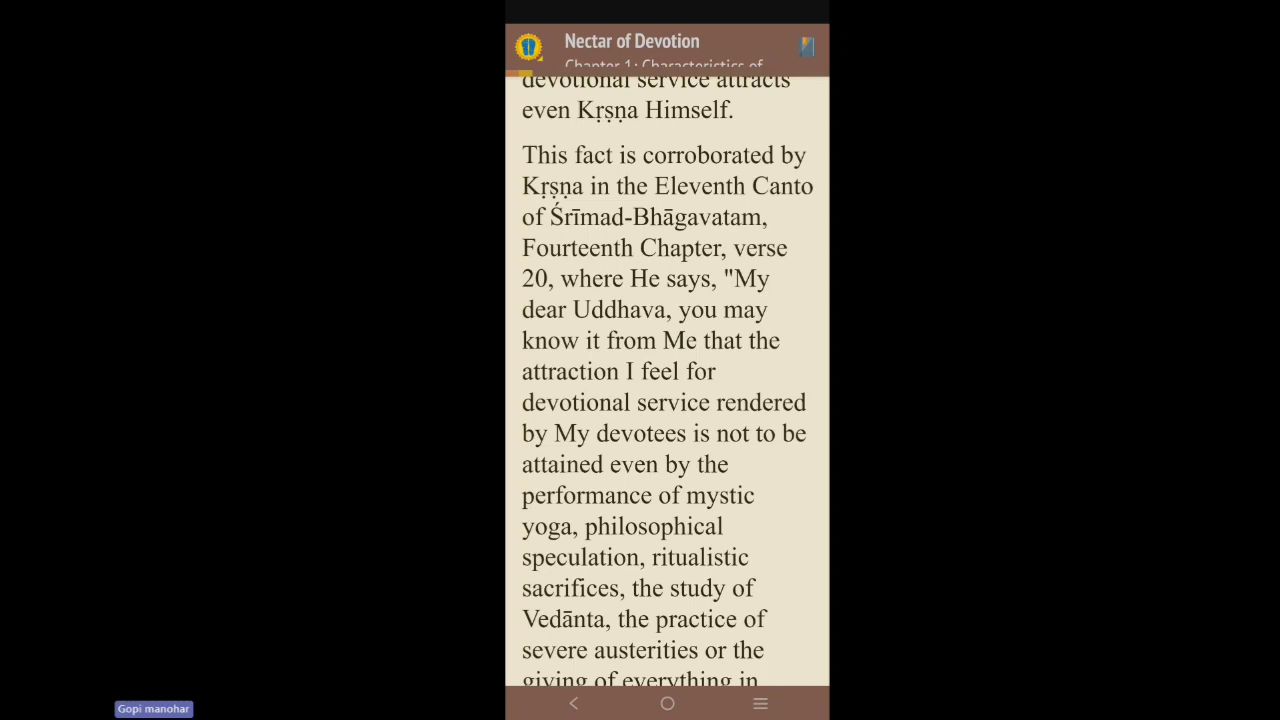 Nectar of Devotion
Chapter 1: Characteristics of
devotional service attracts
even Kṛṣṇa Himself.
This fact is corroborated by
Kṛṣṇa in the Eleventh Canto
of Śrīmad-Bhāgavatam,
Fourteenth Chapter, verse
20, where He says, "My
dear Uddhava, you may
know it from Me that the
attraction I feel for
devotional service rendered
by My devotees is not to be
attained even by the
performance of mystic
yoga, philosophical
speculation, ritualistic
sacrifices, the study of
Vedānta, the practice of
severe austerities or the
giving of everything in
Gopi manohar